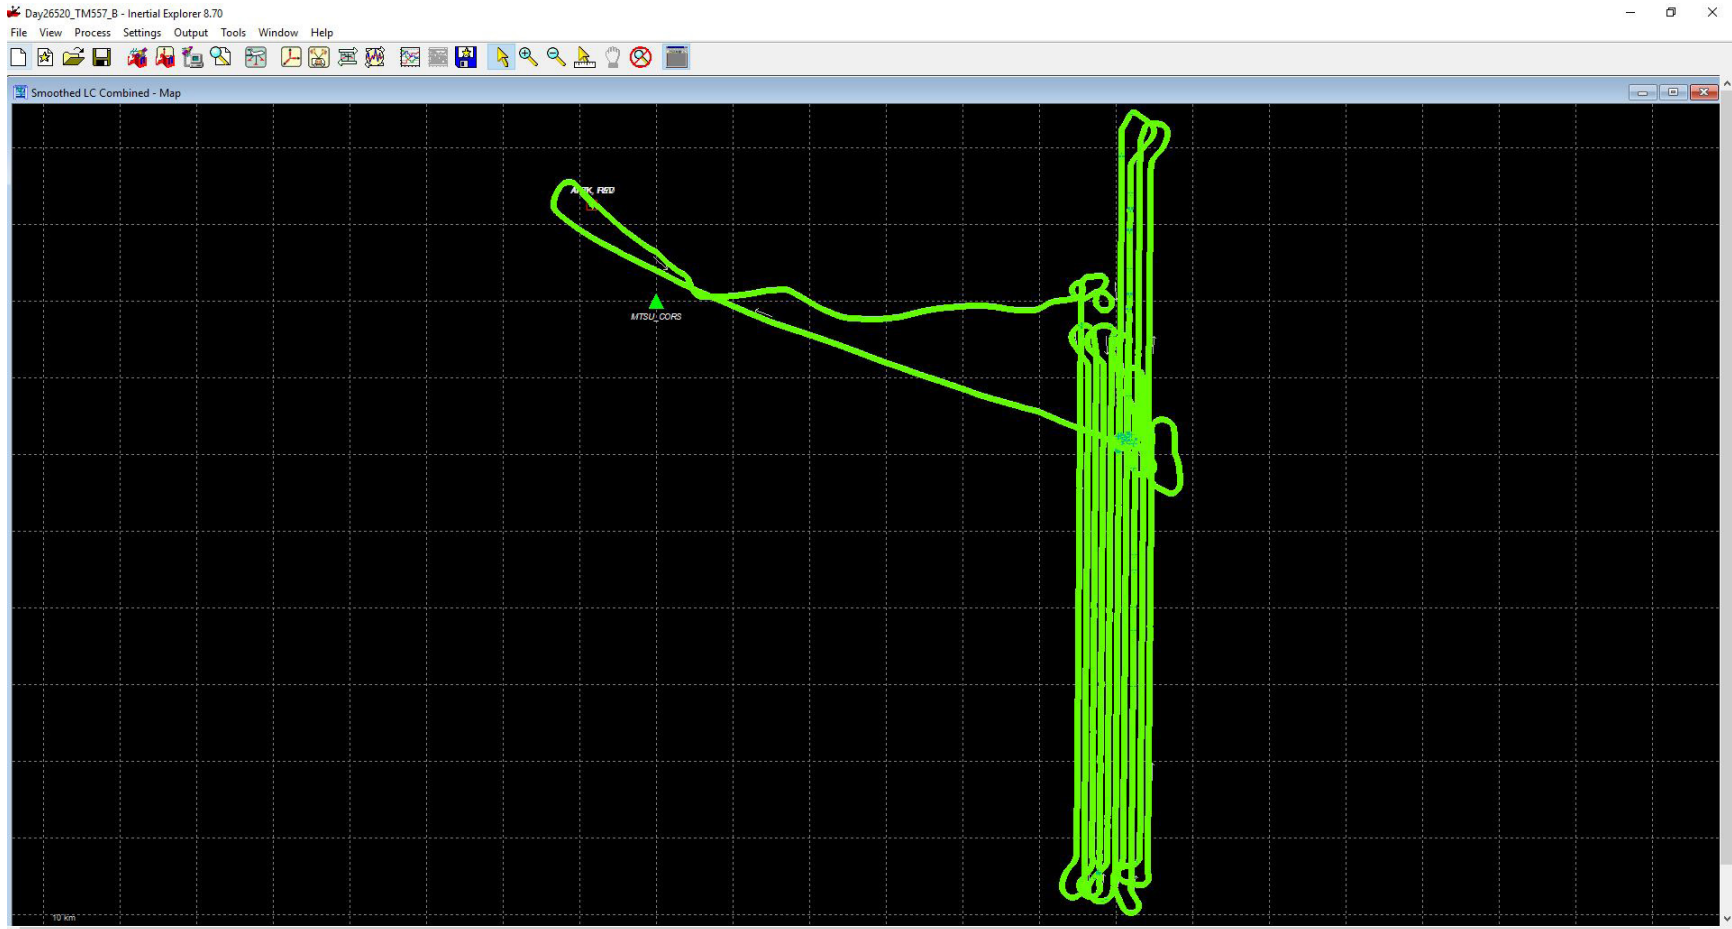 Day26520_TM557_B - Inertial Explorer 8.70
File View Process Settings Output Tools Window Help
Smoothed LC Combined - Map
MTSU_CORS
10 km